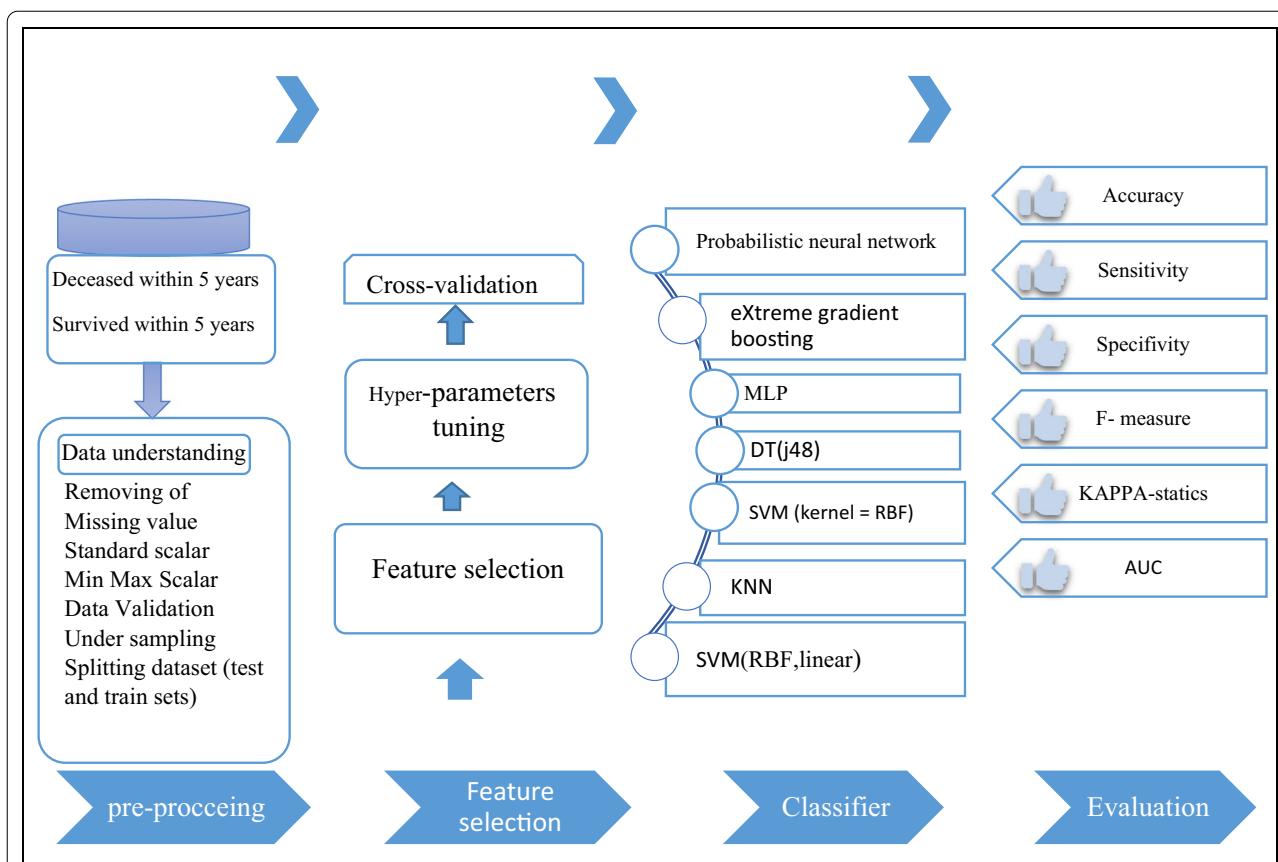 Deceased within 5 years
Survived within 5 years
Data understanding
Removing of
Missing value
Standard scalar
Min Max Scalar
Data Validation
Under sampling
Splitting dataset (test
and train sets)
pre-procceing
Cross-validation
Hyper-parameters
tuning
Feature selection
Feature
selection
Probabilistic neural network
eXtreme gradient
boosting
MLP
DT(j48)
SVM (kernel = RBF)
KNN
SVM(RBF,linear)
Classifier
Accuracy
Sensitivity
Specifivity
F- measure
KAPPA-statics
AUC
Evaluation